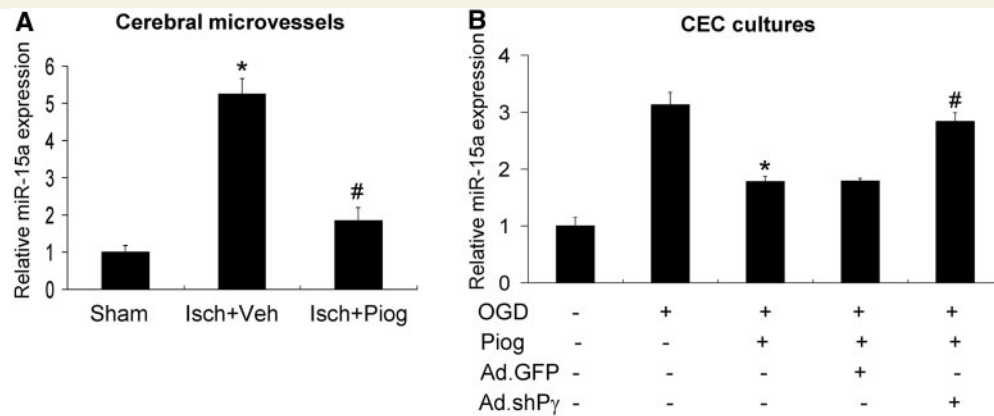 A
Cerebral microvessels
Relative miR-15a expression
6
5
4
3
2
1
0
*
#
Sham Isch+Veh Isch+Piog
B
CEC cultures
Relative miR-15a expression
4
3
2
1
0
*
#
OGD - + + + +
Piog - - + + +
Ad.GFP - - - + -
Ad.shPγ - - - - +